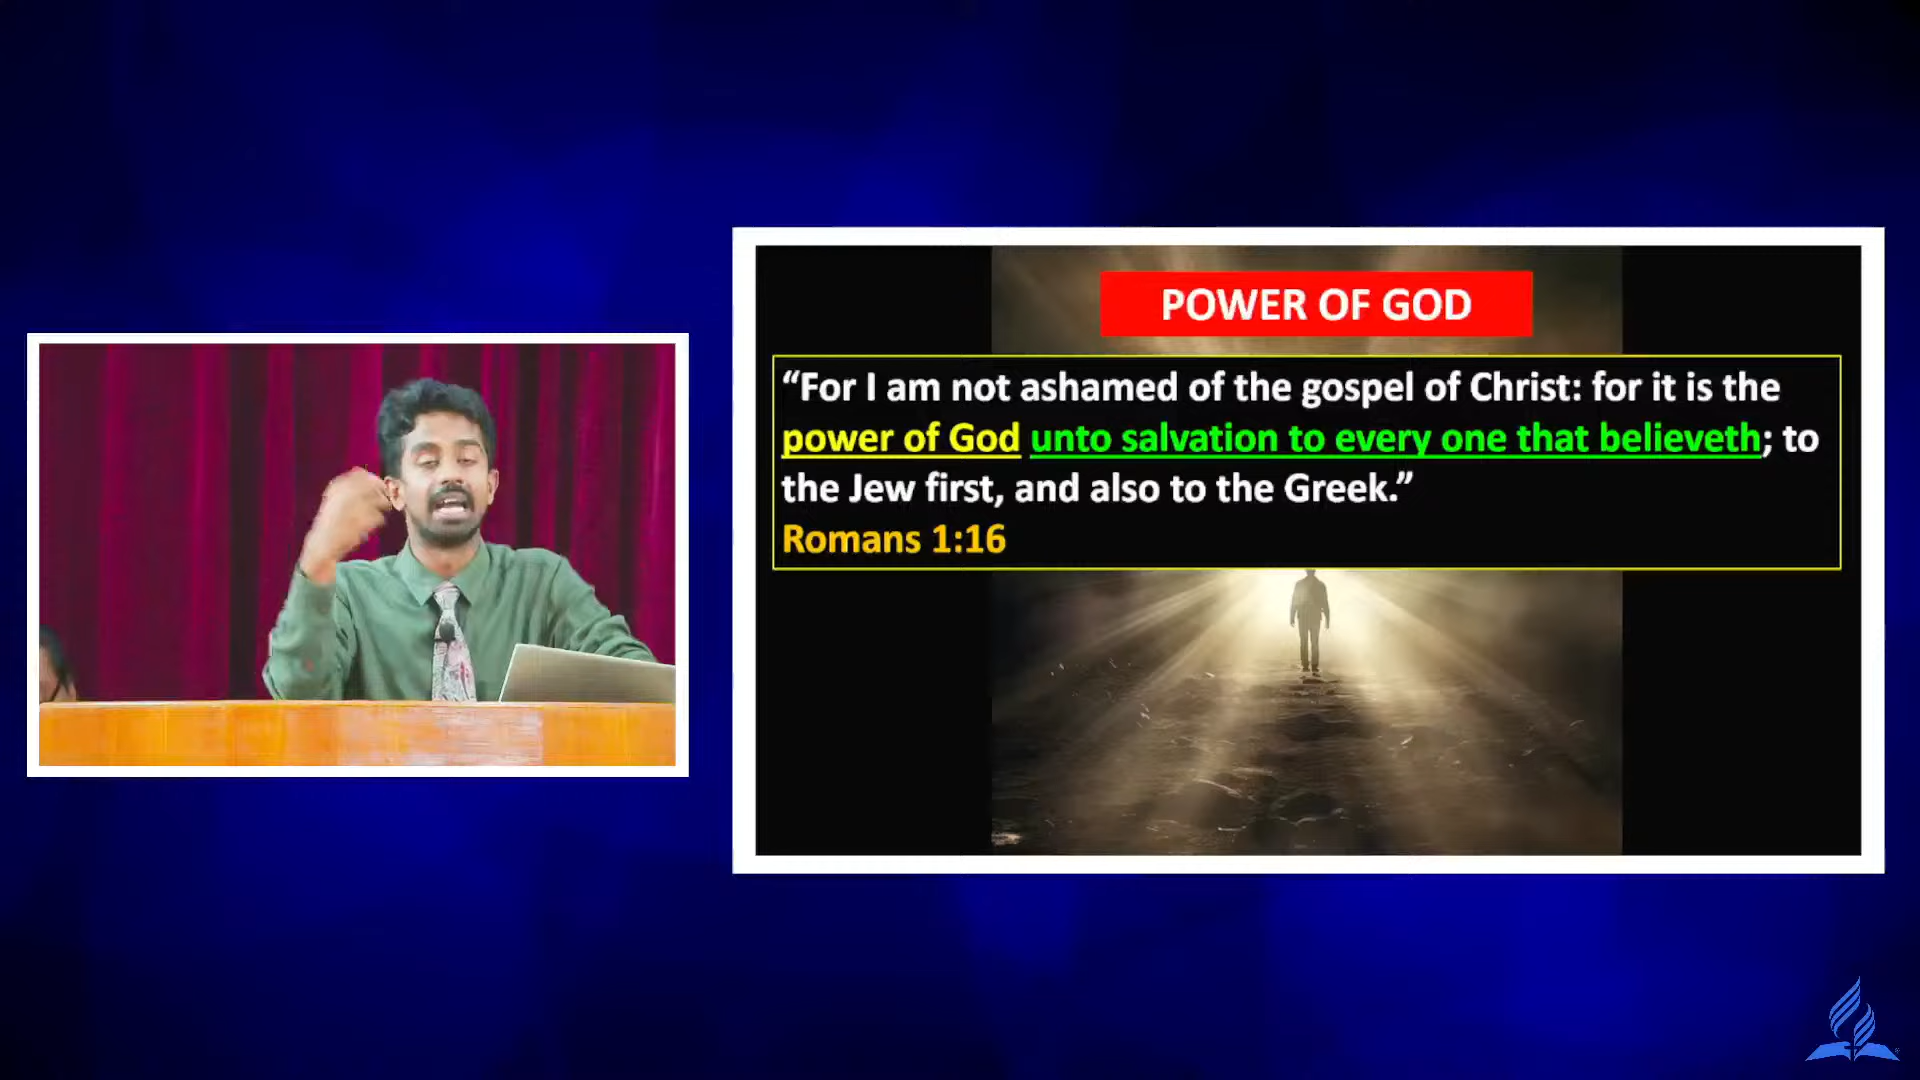 POWER OF GOD
“For I am not ashamed of the gospel of Christ: for it is the
power of God unto salvation to every one that believeth; to
the Jew first, and also to the Greek.”
Romans 1:16